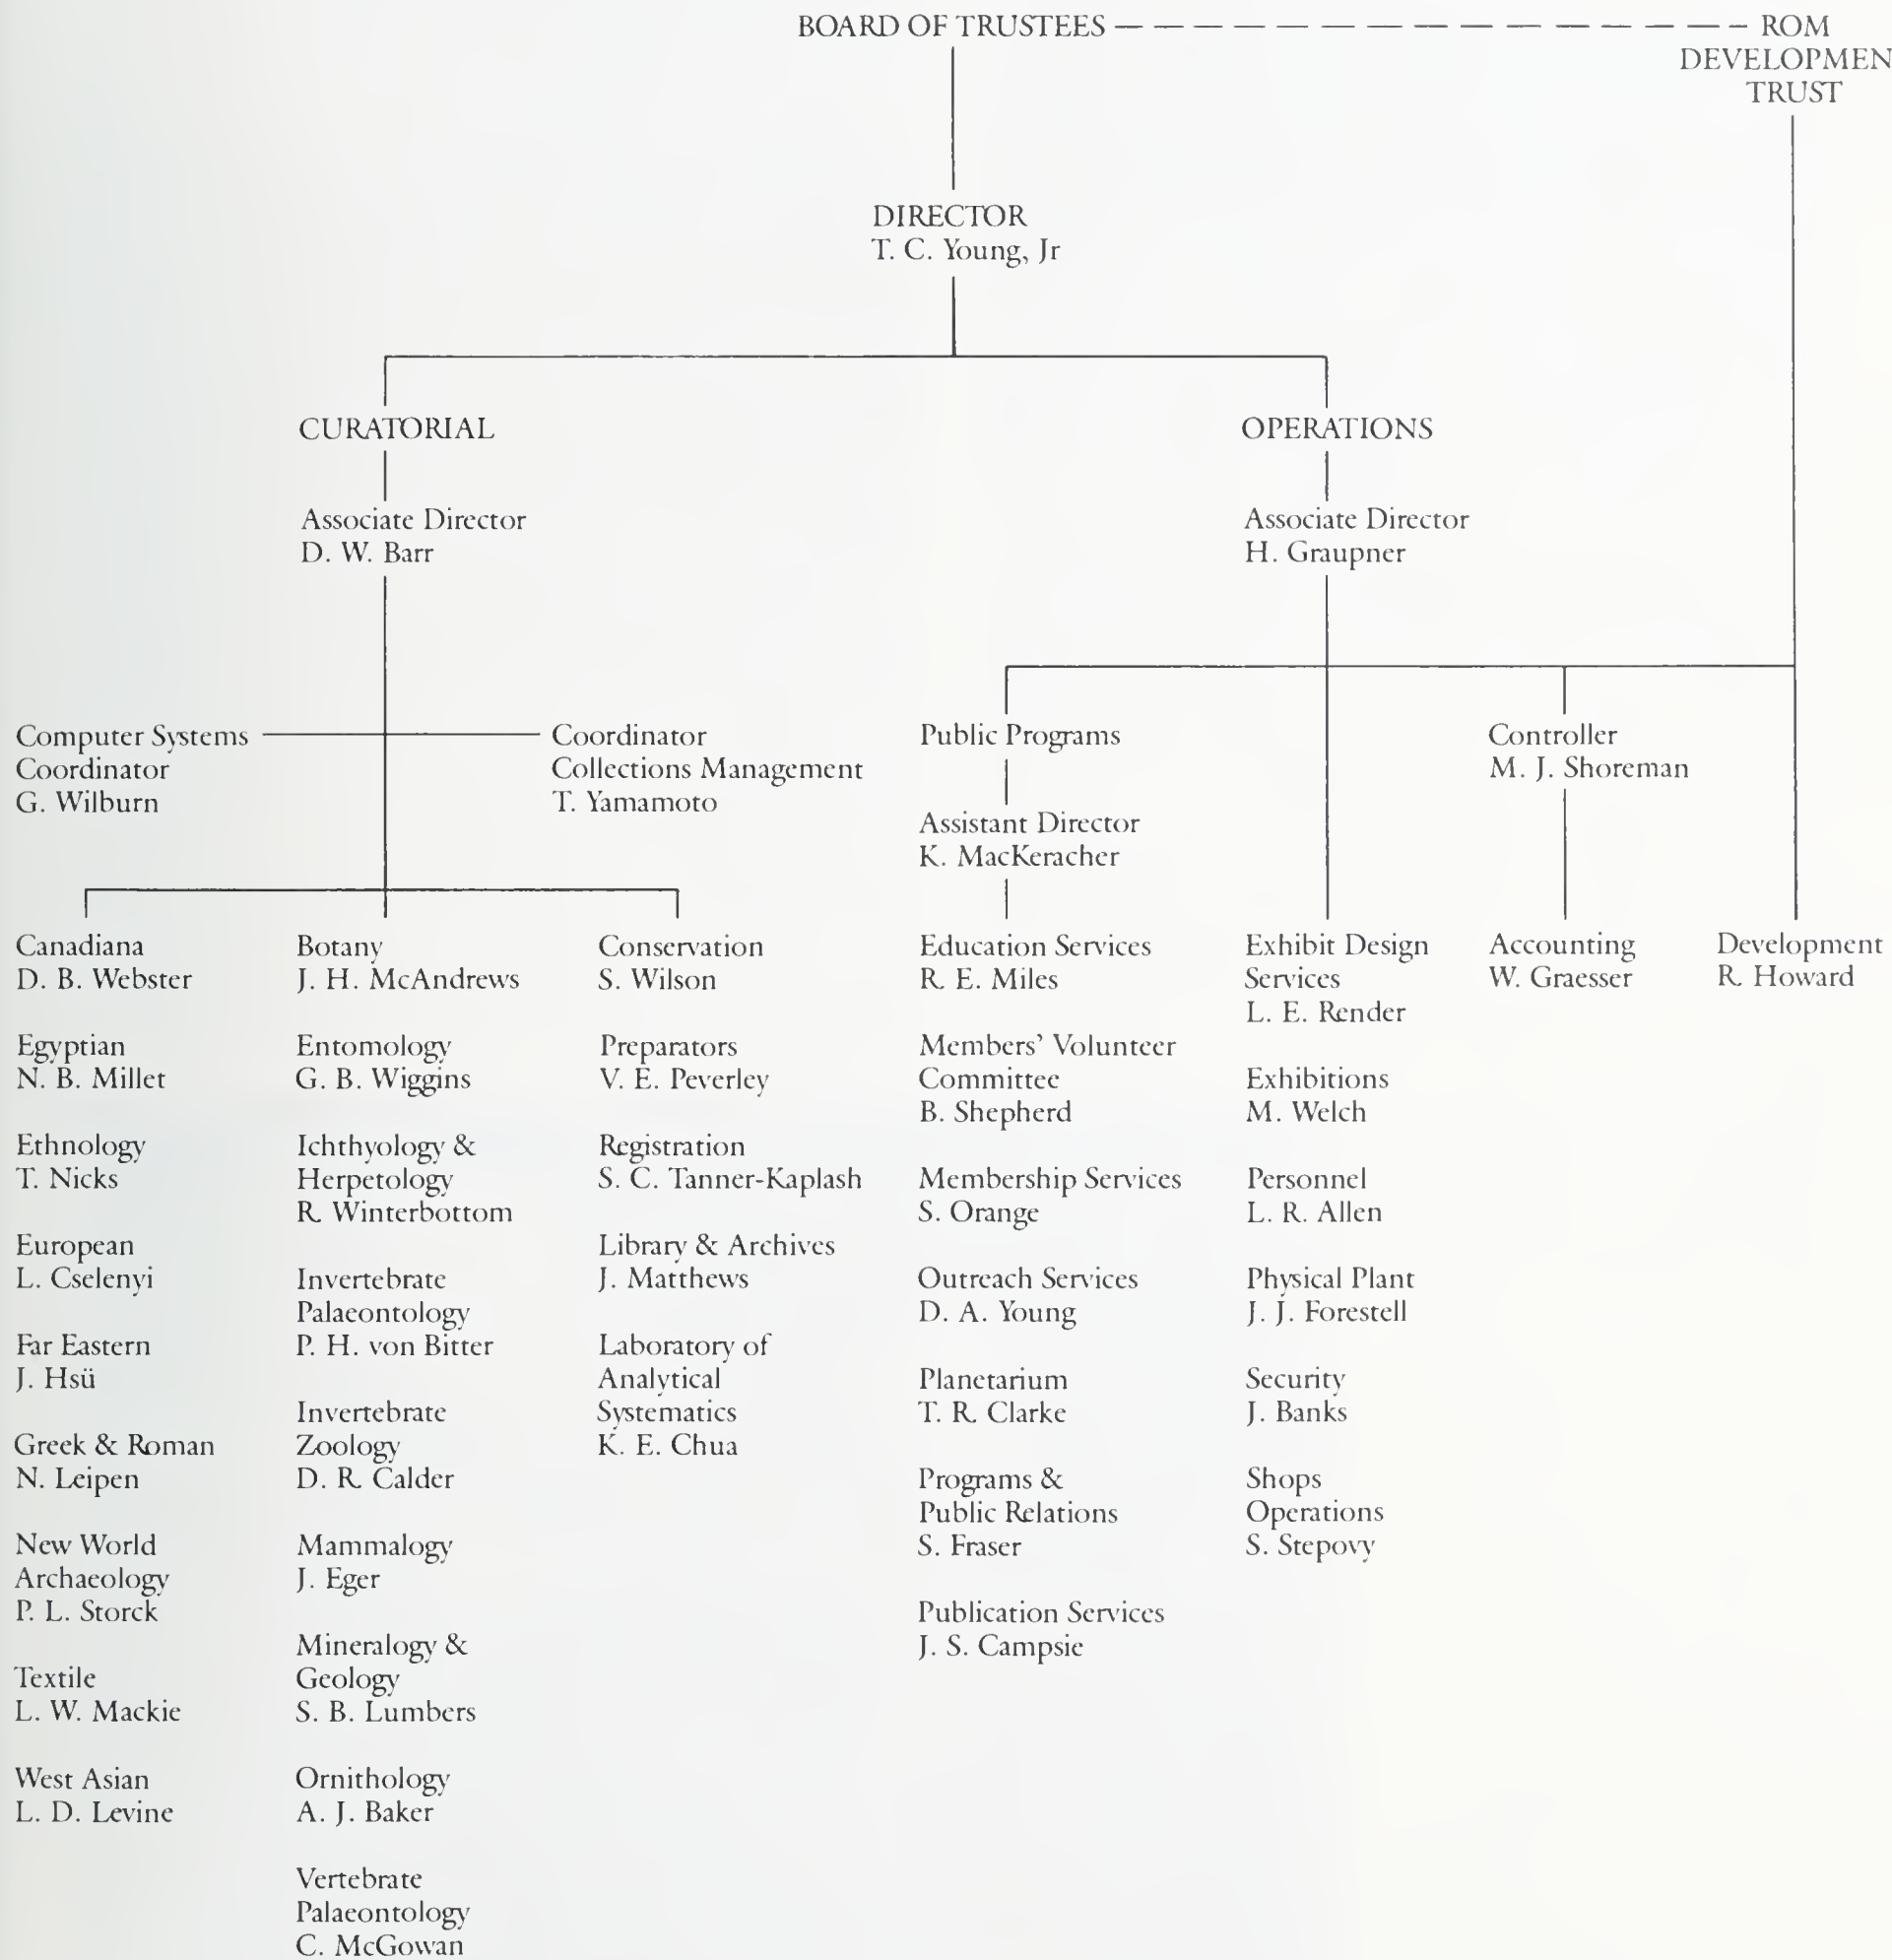 BOARD OF TRUSTEES
ROM
DEVELOPMEN
TRUST
DIRECTOR
T. C. Young, Jr
CURATORIAL
Associate Director
D. W. Barr
OPERATIONS
Associate Director
H. Graupner
Computer Systems
Coordinator
G. Wilburn
Coordinator
Collections Management
T. Yamamoto
Public Programs
Assistant Director
K. MacKeracher
Controller
M. J. Shoreman
Canadiana
D. B. Webster
Egyptian
N. B. Millet
Ethnology
T. Nicks
European
L. Cselenyi
Far Eastern
J. Hsü
Greek & Roman
N. Leipen
New World
Archaeology
P. L. Storck
Textile
L. W. Mackie
West Asian
L. D. Levine
Botany
J. H. McAndrews
Entomology
G. B. Wiggins
Ichthyology &
Herpetology
R. Winterbottom
Invertebrate
Palaeontology
P. H. von Bitter
Invertebrate
Zoology
D. R. Calder
Mammalogy
J. Eger
Mineralogy &
Geology
S. B. Lumbers
Ornithology
A. J. Baker
Vertebrate
Palaeontology
C. McGowan
Conservation
S. Wilson
Preparators
V. E. Peverley
Registration
S. C. Tanner-Kaplash
Library & Archives
J. Matthews
Laboratory of
Analytical
Systematics
K. E. Chua
Education Services
R. E. Miles
Members' Volunteer
Committee
B. Shepherd
Membership Services
S. Orange
Outreach Services
D. A. Young
Planetarium
T. R. Clarke
Programs &
Public Relations
S. Fraser
Publication Services
J. S. Campsie
Exhibit Design
Services
L. E. Render
Exhibitions
M. Welch
Personnel
L. R. Allen
Physical Plant
J. J. Forestell
Security
J. Banks
Shops
Operations
S. Stepovy
Accounting
W. Graesser
Development
R. Howard